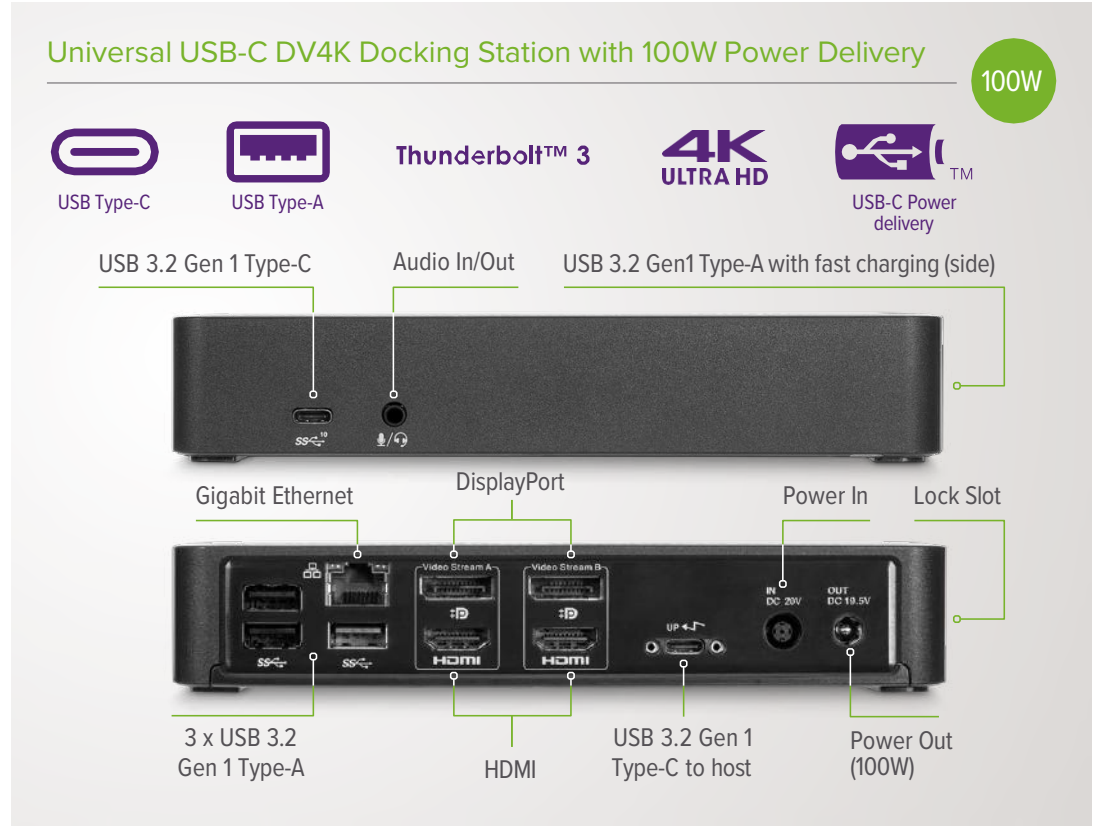 Universal USB-C DV4K Docking Station with 100W Power Delivery
100W
USB Type-C
USB Type-A
Thunderbolt™ 3
4K
ULTRA HD
TM
USB-C Power
delivery
USB 3.2 Gen 1 Type-C
Audio In/Out
USB 3.2 Gen1 Type-A with fast charging (side)
SS 10
/
Gigabit Ethernet
DisplayPort
Power In
Lock Slot
Video Stream A
Video Stream B
IN
DC 20V
OUT
DC 19.5V
UP
SS
SS
HDMI
HDMI
3 x USB 3.2
Gen 1 Type-A
HDMI
USB 3.2 Gen 1
Type-C to host
Power Out
(100W)